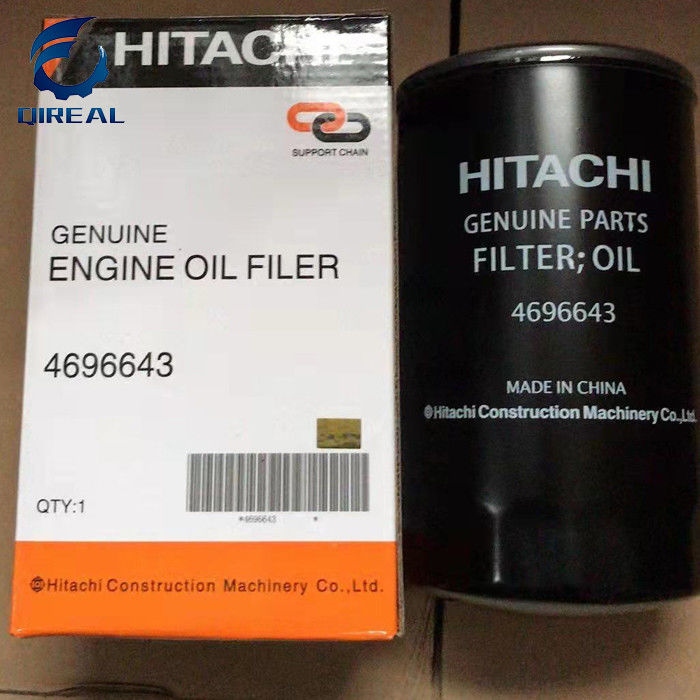 QIREAL
HITACHI
SUPPORT CHAIN
GENUINE
ENGINE OIL FILER
4696643
QTY:1
*4696643 *
Hitachi Construction Machinery Co.,Ltd.
HITACHI
GENUINE PARTS
FILTER; OIL
4696643
MADE IN CHINA
Hitachi Construction Machinery Co.,Ltd.